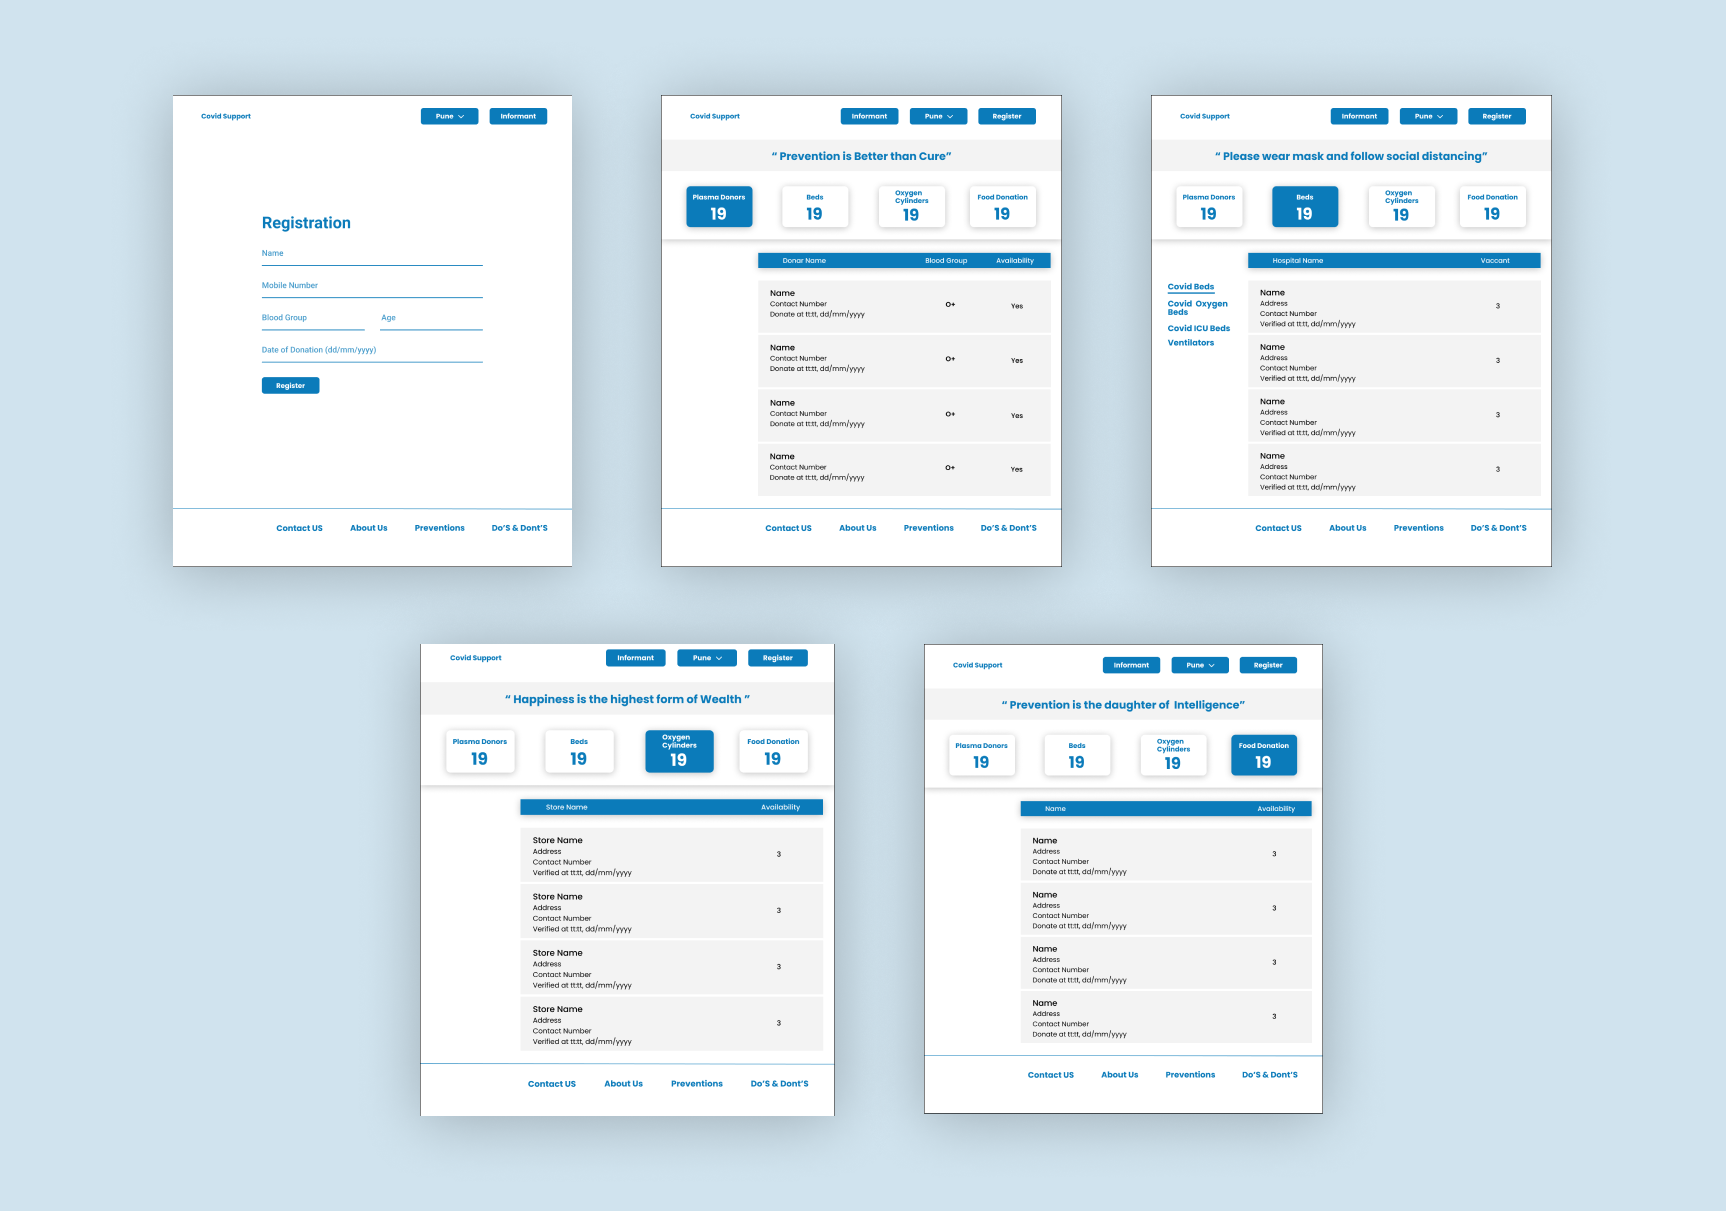 Covid Support
Pune
Informant
Registration
Name
Mobile Number
Blood Group Age
Date of Donation (dd/mm/yyyy)
Register
Contact US About Us Preventions Do'S & Dont'S
Covid Support
Informant
Pune
Register
“ Prevention is Better than Cure”
Plasma Donors
19
Beds
19
Oxygen
Cylinders
19
Food Donation
19
Donar Name Blood Group Availability
Name
Contact Number
Donate at tt:tt, dd/mm/yyyy
O+
Yes
Name
Contact Number
Donate at tt:tt, dd/mm/yyyy
O+
Yes
Name
Contact Number
Donate at tt:tt, dd/mm/yyyy
O+
Yes
Name
Contact Number
Donate at tt:tt, dd/mm/yyyy
O+
Yes
Contact US About Us Preventions Do'S & Dont'S
Covid Support
Informant
Pune
Register
“ Please wear mask and follow social distancing”
Plasma Donors
19
Beds
19
Oxygen
Cylinders
19
Food Donation
19
Covid Beds
Covid Oxygen
Beds
Covid ICU Beds
Ventilators
Hospital Name Vaccant
Name
Address
Contact Number
Verified at tt:tt, dd/mm/yyyy
3
Name
Address
Contact Number
Verified at tt:tt, dd/mm/yyyy
3
Name
Address
Contact Number
Verified at tt:tt, dd/mm/yyyy
3
Name
Address
Contact Number
Verified at tt:tt, dd/mm/yyyy
3
Contact US About Us Preventions Do'S & Dont'S
Covid Support
Informant
Pune
Register
“ Happiness is the highest form of Wealth ”
Plasma Donors
19
Beds
19
Oxygen
Cylinders
19
Food Donation
19
Store Name Availability
Store Name
Address
Contact Number
Verified at tt:tt, dd/mm/yyyy
3
Store Name
Address
Contact Number
Verified at tt:tt, dd/mm/yyyy
3
Store Name
Address
Contact Number
Verified at tt:tt, dd/mm/yyyy
3
Store Name
Address
Contact Number
Verified at tt:tt, dd/mm/yyyy
3
Contact US About Us Preventions Do'S & Dont'S
Covid Support
Informant
Pune
Register
“ Prevention is the daughter of Intelligence”
Plasma Donors
19
Beds
19
Oxygen
Cylinders
19
Food Donation
19
Name Availability
Name
Address
Contact Number
Donate at tt:tt, dd/mm/yyyy
3
Name
Address
Contact Number
Donate at tt:tt, dd/mm/yyyy
3
Name
Address
Contact Number
Donate at tt:tt, dd/mm/yyyy
3
Name
Address
Contact Number
Donate at tt:tt, dd/mm/yyyy
3
Contact US About Us Preventions Do'S & Dont'S